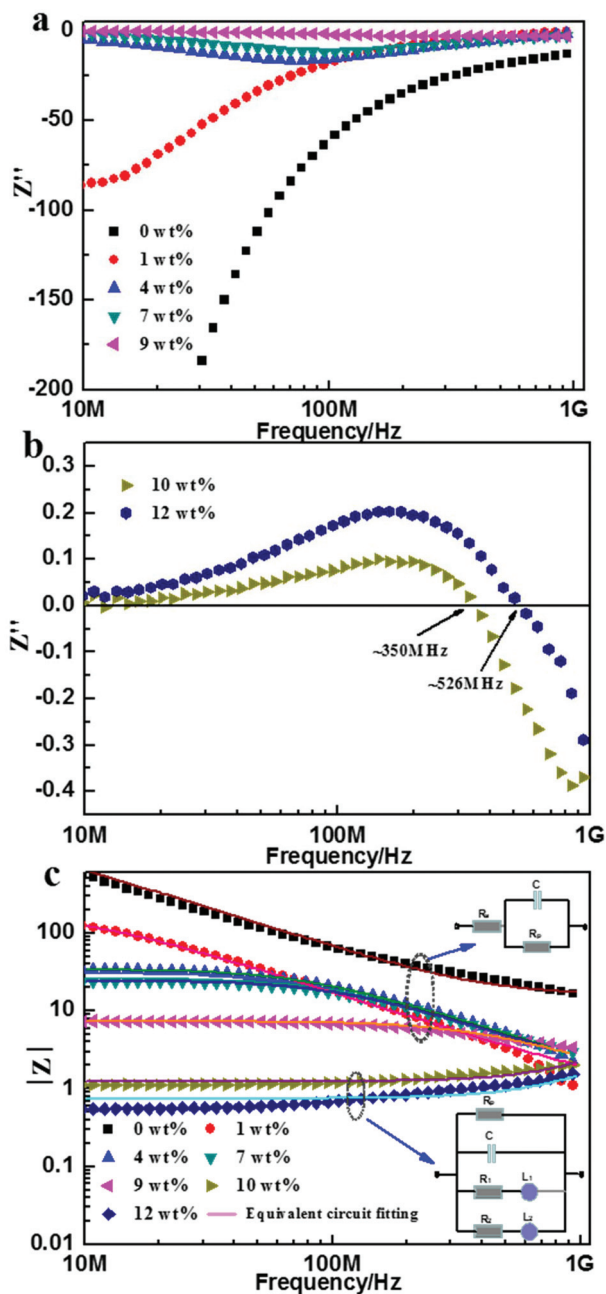 a
0
-50
-100
-150
-200
Z''
0 wt%
1 wt%
4 wt%
7 wt%
9 wt%
10M 100M 1G
Frequency/Hz
b
0.3
0.2
0.1
0.0
-0.1
-0.2
-0.3
-0.4
Z''
10 wt%
12 wt%
~350MHz
~526MHz
10M 100M 1G
Frequency/Hz
c
100
10
1
0.1
0.01
|Z|
C
Rp
C
R1 L1
R2 L2
0 wt% 1 wt%
4 wt% 7 wt%
9 wt% 10 wt%
12 wt% Equivalent circuit fitting
10M 100M 1G
Frequency/Hz